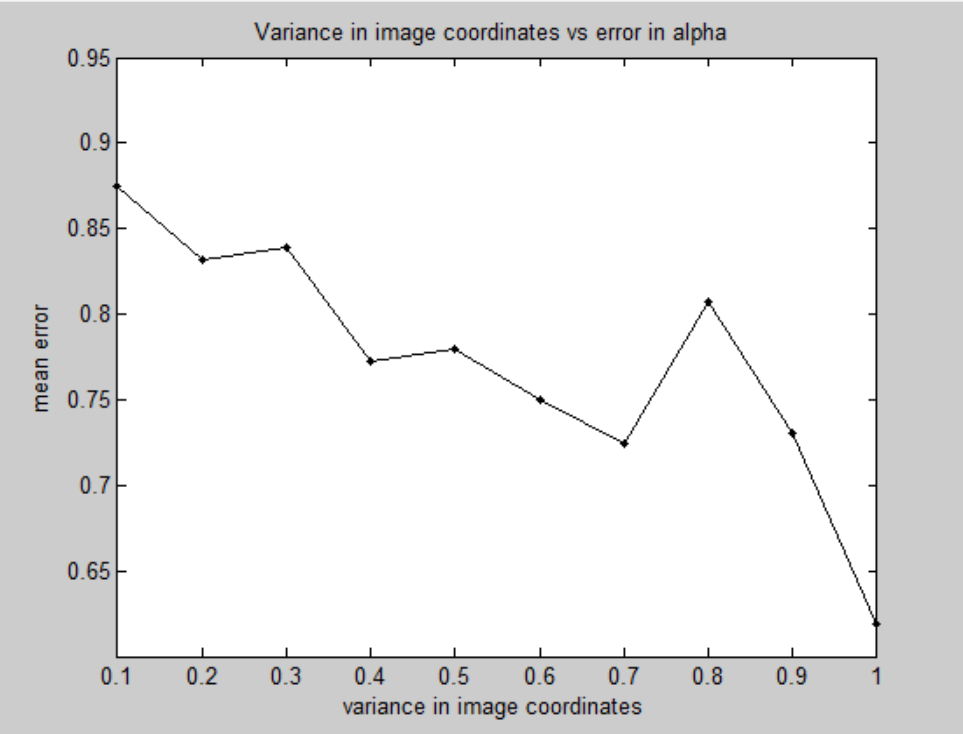 Variance in image coordinates vs error in alpha
0.95
0.9
0.85
0.8
0.75
0.7
0.65
mean error
0.1 0.2 0.3 0.4 0.5 0.6 0.7 0.8 0.9 1
variance in image coordinates